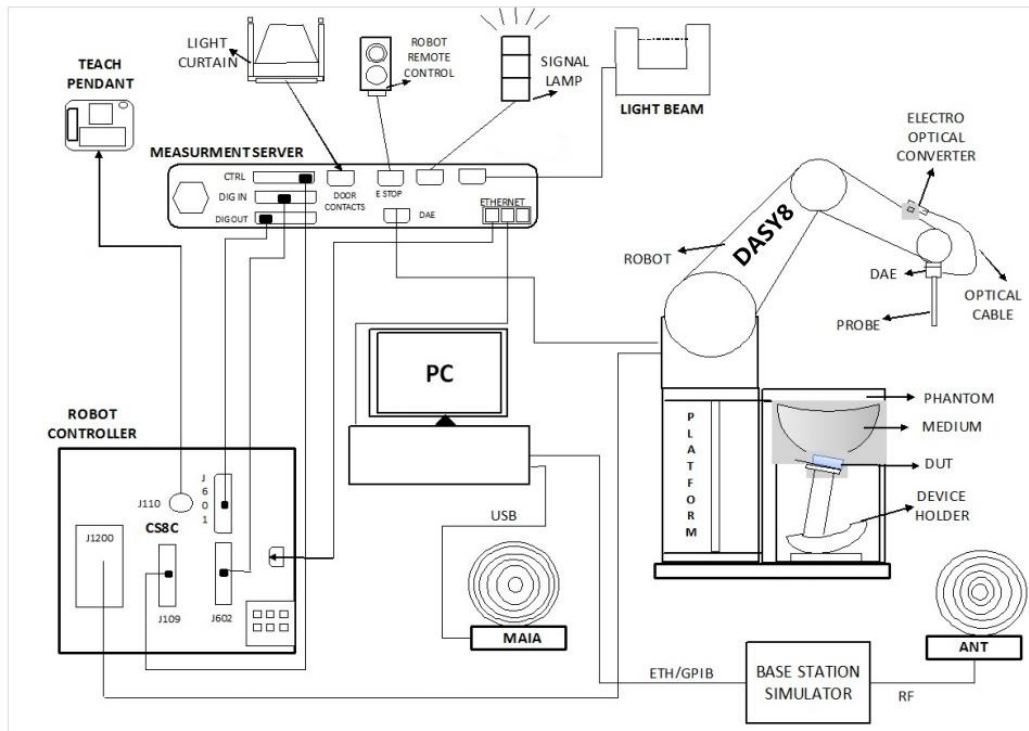 LIGHT
CURTAIN
ROBOT
REMOTE
CONTROL
SIGNAL
LAMP
LIGHT BEAM
TEACH
PENDANT
ELECTRO
OPTICAL
CONVERTER
MEASURMENT SERVER
CTRL
DIG IN
DIG OUT
DOOR
CONTACTS
E STOP
DAE
ETHERNET
ROBOT
DASY8
DAE
PROBE
OPTICAL
CABLE
PC
PLATFORM
PHANTOM
MEDIUM
DUT
DEVICE
HOLDER
ROBOT
CONTROLLER
J110
J601
CS8C
J1200
J109
J602
USB
MAIA
ETH/GPIB
BASE STATION
SIMULATOR
RF
ANT